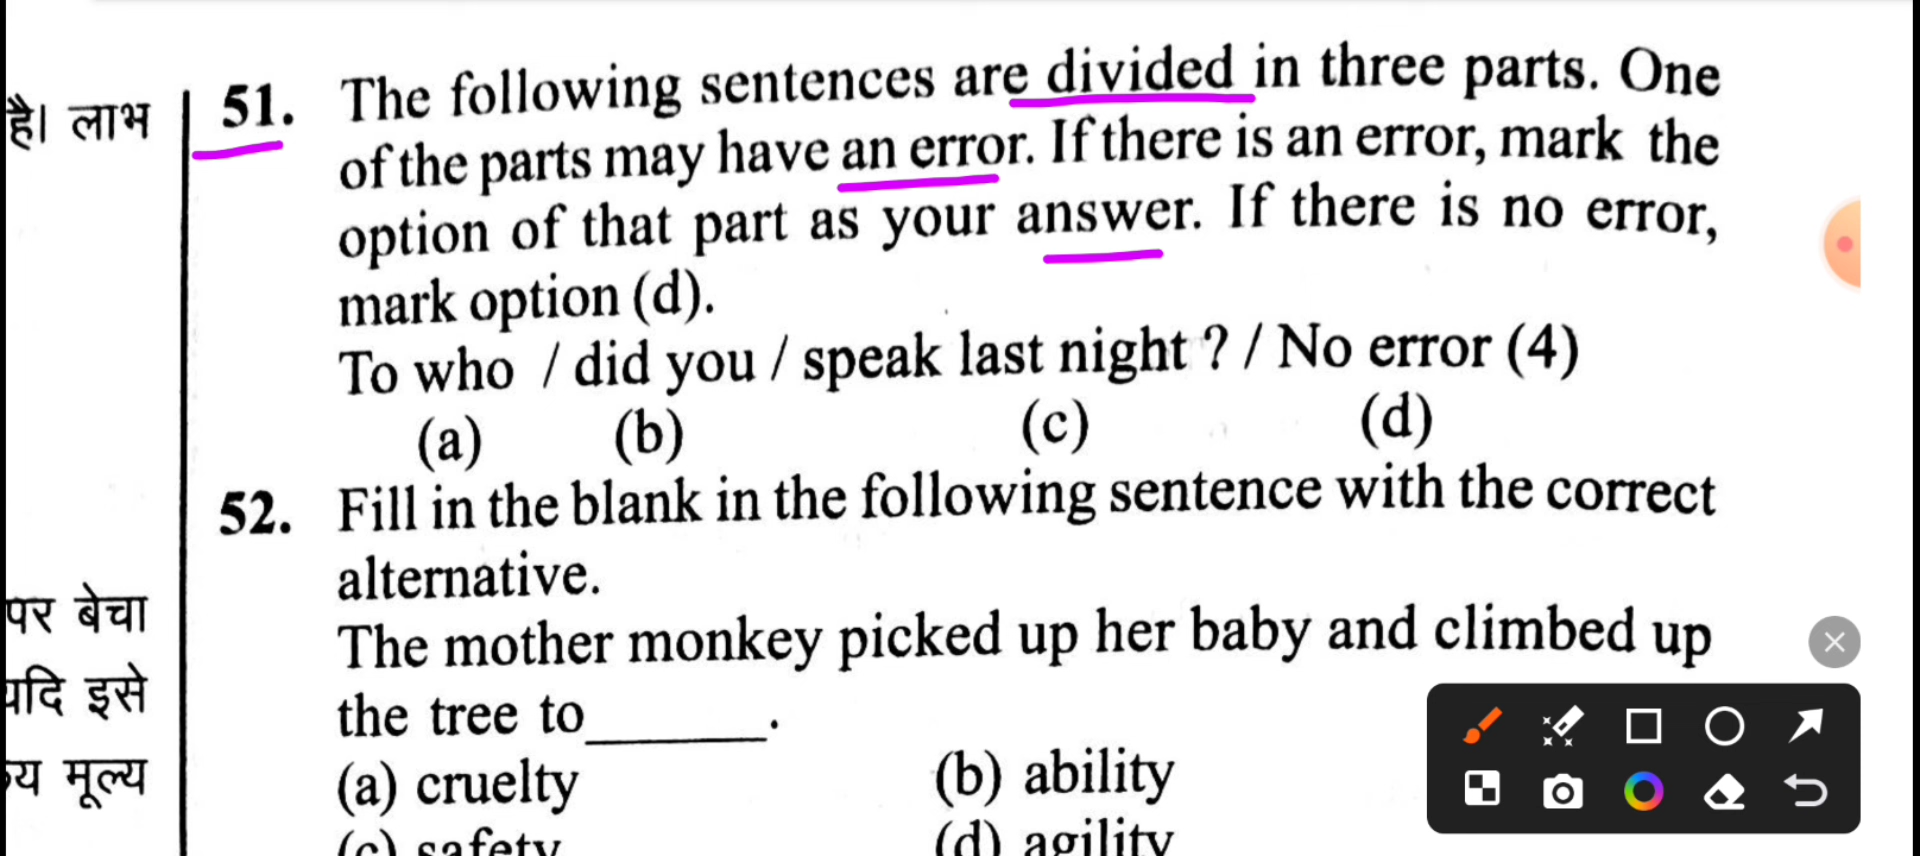 है। लाभ
51. The following sentences are divided in three parts. One
of the parts may have an error. If there is an error, mark the
option of that part as your answer. If there is no error,
mark option (d).
To who / did you / speak last night ? / No error (4)
(a) (b) (c) (d)
52. Fill in the blank in the following sentence with the correct
alternative.
The mother monkey picked up her baby and climbed up
the tree to______.
पर बेचा
यदि इसे
मूल्य
(a) cruelty (b) ability
(c) safety (d) agility